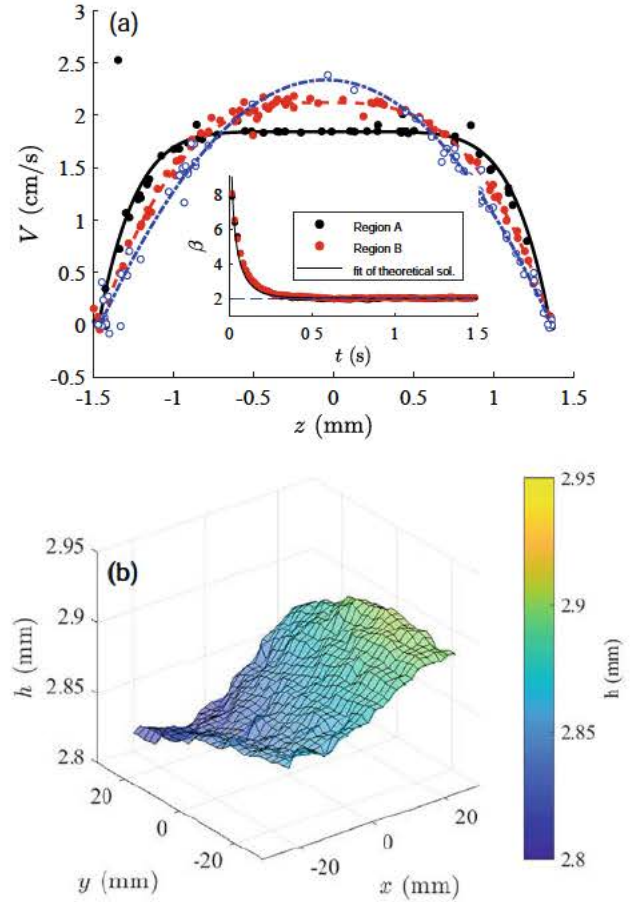 (a)
3
2.5
2
1.5
1
0.5
0
-0.5
V (cm/s)
-1.5 -1 -0.5 0 0.5 1 1.5
z (mm)
8
6
4
2
β
0 0 5 1 1 5
t (s)
Region A
Region B
fit of theoretical sol.
(b)
2.95
2.9
2.85
2.8
h (mm)
20
0
-20
y (mm)
-20
0
20
x (mm)
2.95
2.9
2.85
2.8
h (mm)